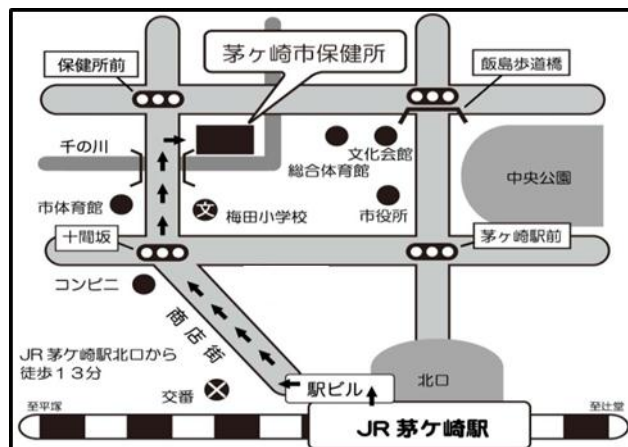 茅ヶ崎市保健所
保健所前
飯島歩道橋
千の川
文化会館
総合体育館
中央公園
市体育館
文
梅田小学校
市役所
十間坂
茅ヶ崎駅前
コンビニ
商店街
JR茅ケ崎駅北口から
徒歩13分
交番
駅ビル
北口
至平塚
JR 茅ケ崎駅
至辻堂